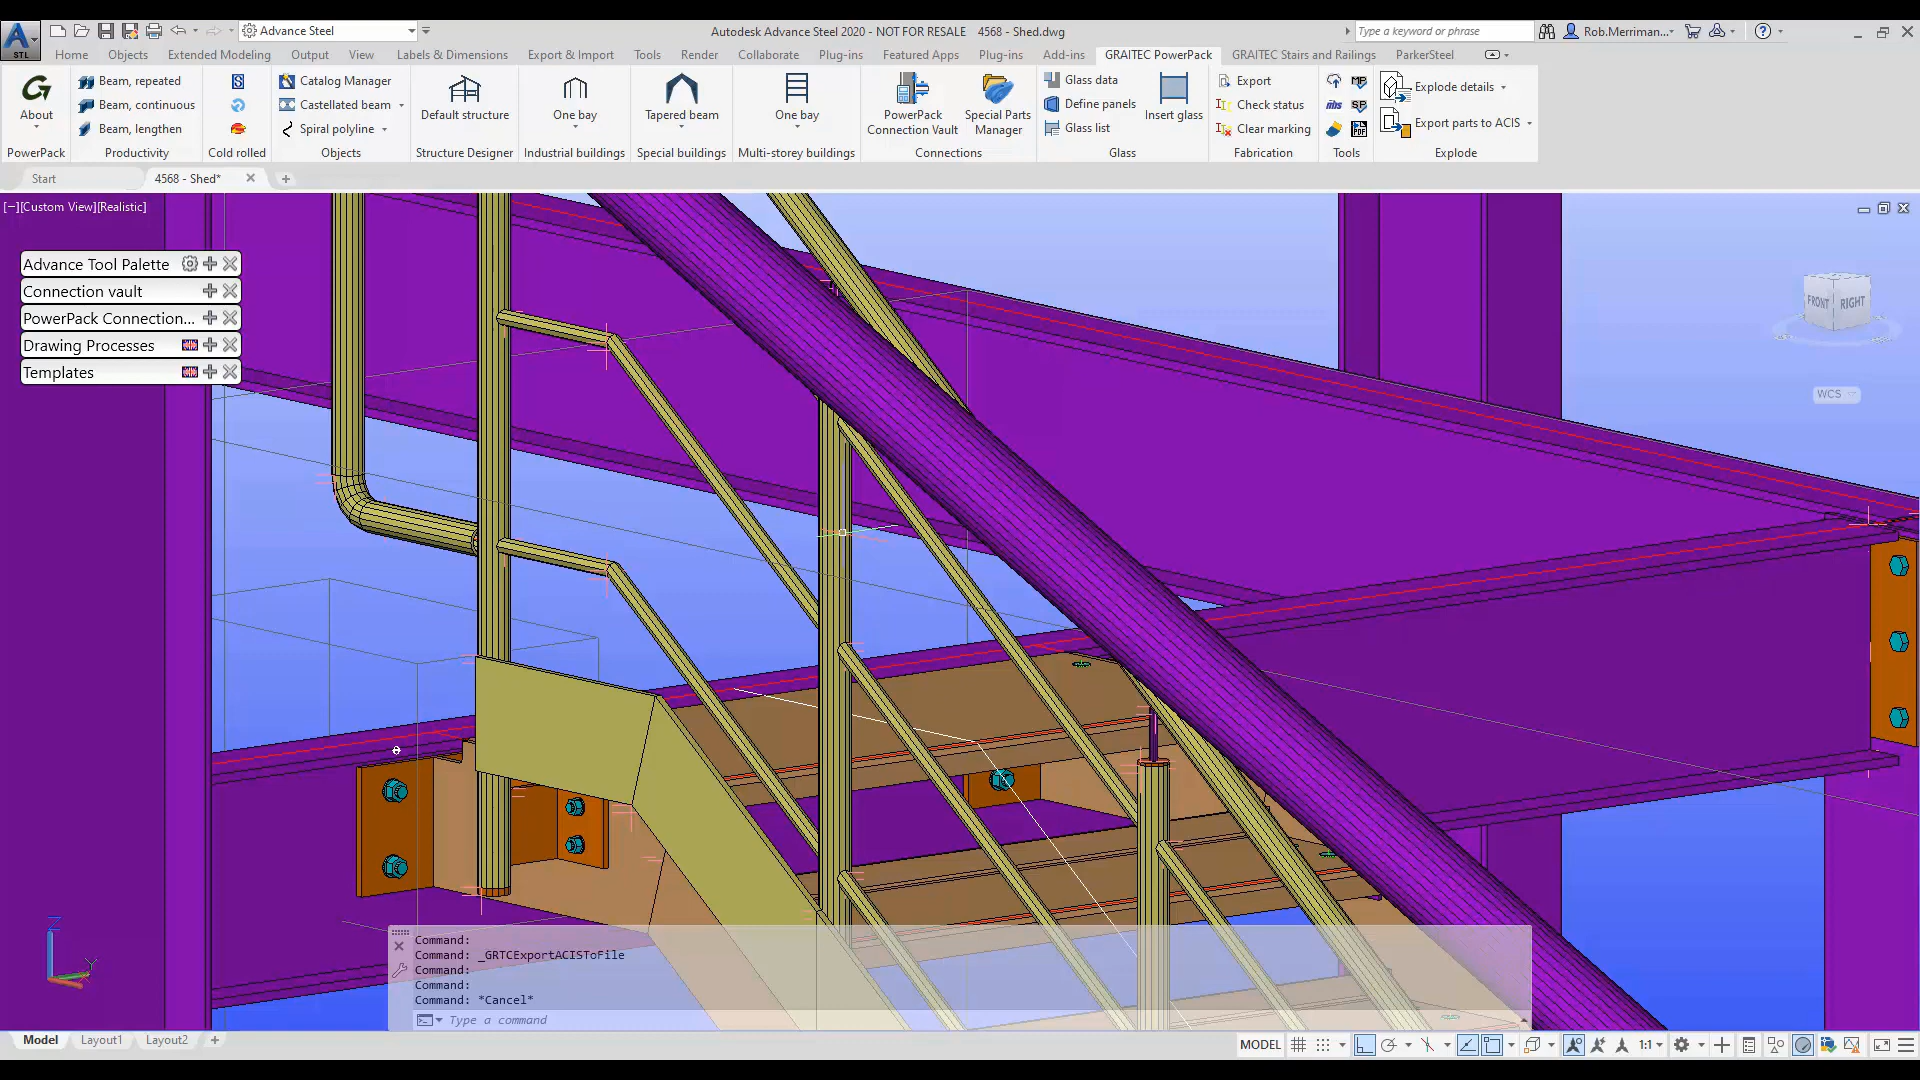 Advance Steel
Autodesk Advance Steel 2020 - NOT FOR RESALE 4568 - Shed.dwg
Type a keyword or phrase
Rob.Merriman...
STL
Home Objects Extended Modeling Output View Labels & Dimensions Export & Import Tools Render Collaborate Plug-ins Featured Apps Plug-ins Add-ins GRAITEC PowerPack GRAITEC Stairs and Railings ParkerSteel
About
PowerPack
Beam, repeated
Beam, continuous
Beam, lengthen
Productivity
Cold rolled
Catalog Manager
Castellated beam
Spiral polyline
Objects
Default structure
Structure Designer
One bay
Industrial buildings
Tapered beam
Special buildings
One bay
Multi-storey buildings
PowerPack
Connection Vault
Special Parts
Manager
Connections
Glass data
Define panels
Glass list
Insert glass
Glass
Export
Check status
Clear marking
Fabrication
Tools
Explode details
Export parts to ACIS
Explode
Start
4568 - Shed*
[−][Custom View][Realistic]
Advance Tool Palette
Connection vault
PowerPack Connection...
Drawing Processes
Templates
FRONT RIGHT
WCS
Z
Y
Command:
Command: _GRTCExportACISToFile
Command:
Command:
Command: *Cancel*
Type a command
Model Layout1 Layout2
MODEL
1:1